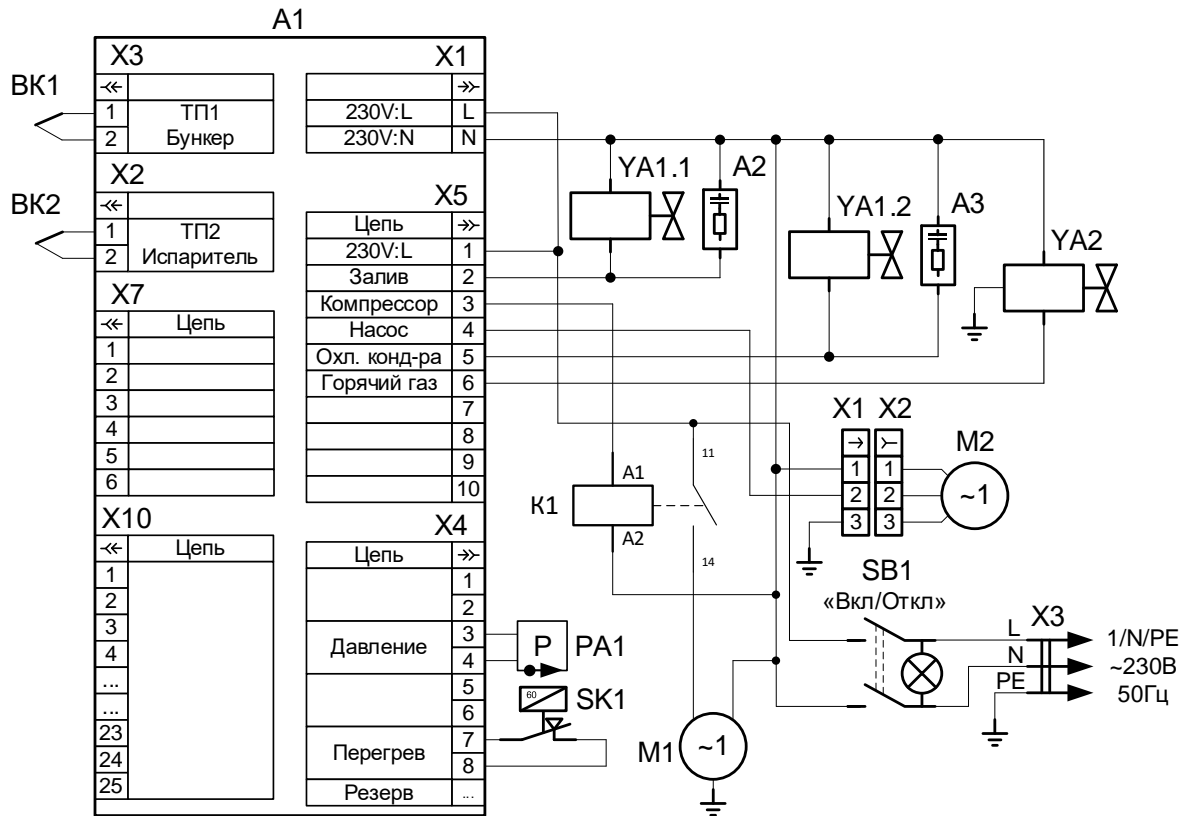 A1
X3
X1
BK1
1
ТП1
Бункер
2
230V:L
L
230V:N
N
X2
BK2
1
ТП2
Испаритель
2
X5
Цепь
230V:L
1
Залив
2
Компрессор
3
Насос
4
Охл. конд-ра
5
Горячий газ
6
7
8
9
10
X7
Цепь
1
2
3
4
5
6
X10
Цепь
1
2
3
4
...
...
23
24
25
X4
Цепь
1
2
Давление
3
4
5
6
Перегрев
7
8
Резерв
...
YA1.1
A2
YA1.2
A3
YA2
X1
X2
M2
1
2
3
1
2
3
~1
K1
A1
A2
11
14
P
PA1
60
SK1
M1
~1
SB1
«Вкл/Откл»
X3
L
N
PE
1/N/PE
~230В
50Гц